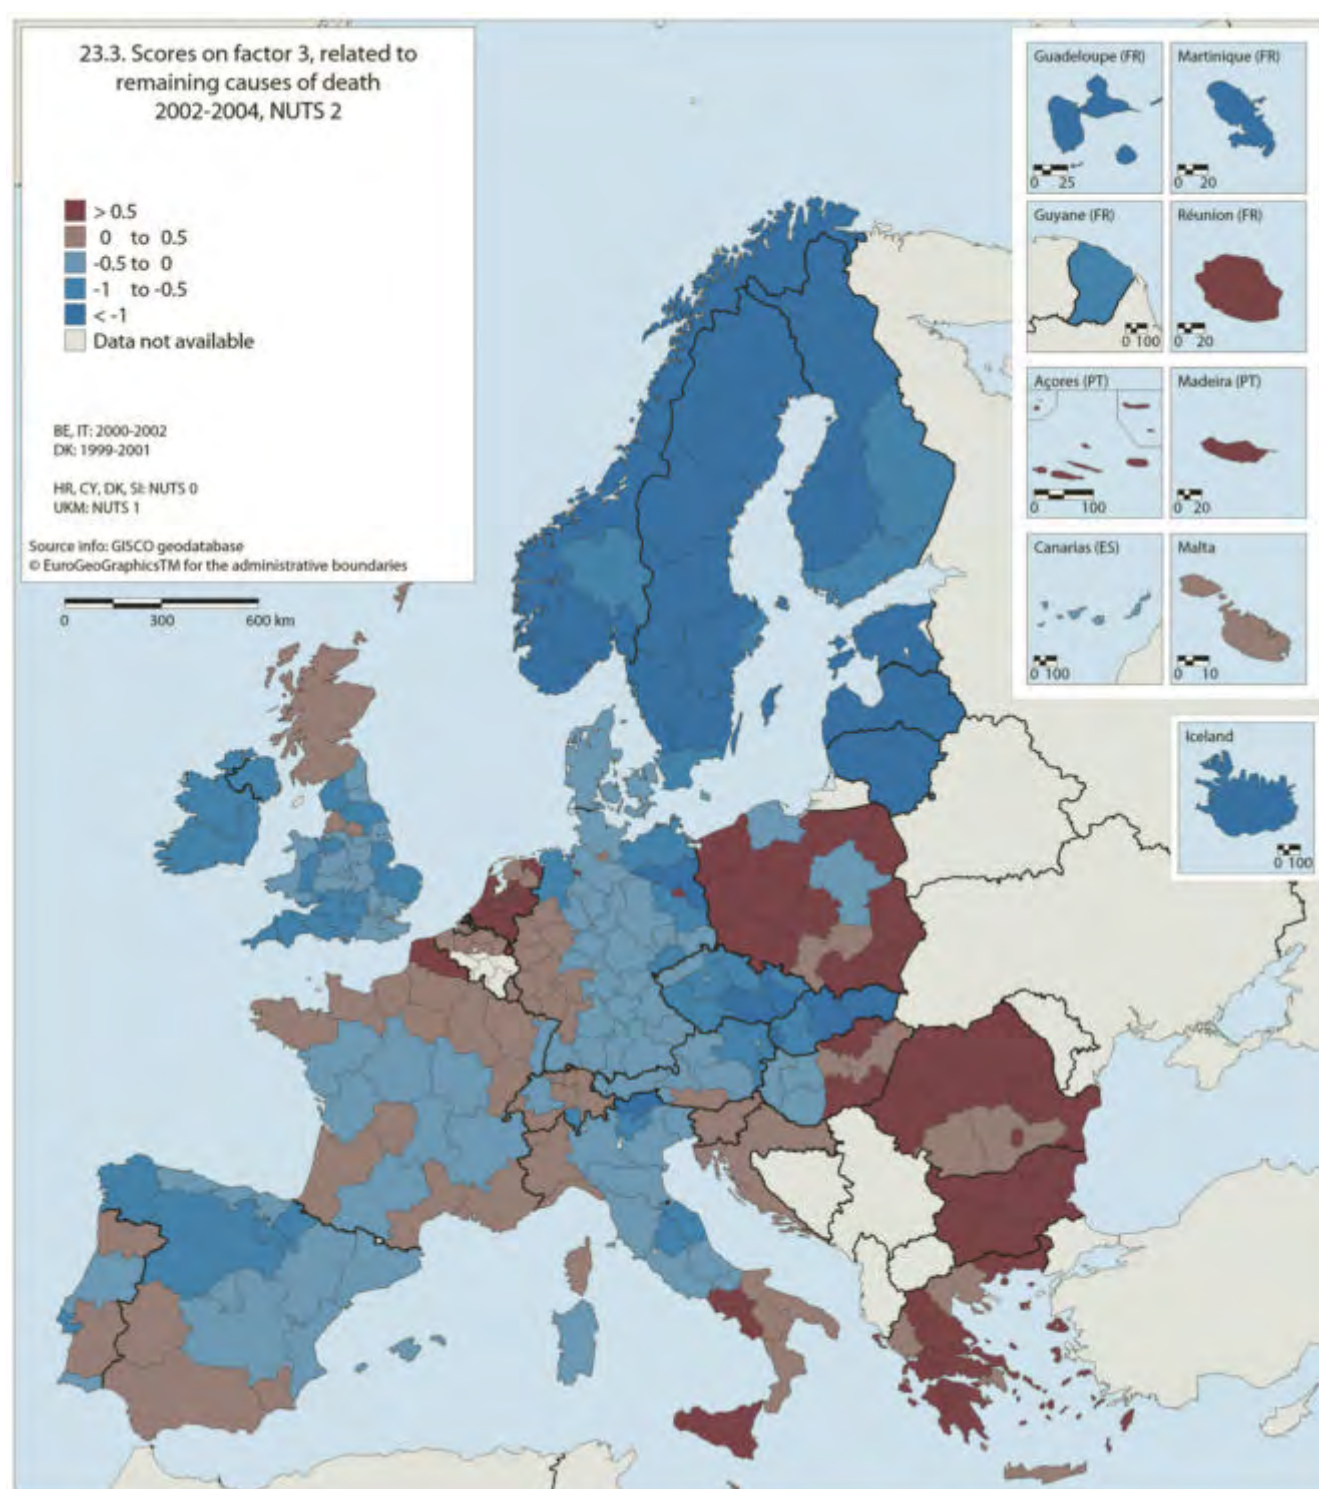 23.3. Scores on factor 3, related to
remaining causes of death
2002-2004, NUTS 2
> 0.5
0 to 0.5
-0.5 to 0
-1 to -0.5
< -1
Data not available
BE, IT: 2000-2002
DK: 1999-2001
HR, CY, DK, SI: NUTS 0
UKM: NUTS 1
Source info: GISCO geodatabase
© EuroGeoGraphicsTM for the administrative boundaries
0 300 600 km
Guadeloupe (FR)
0 25
Martinique (FR)
0 20
Guyane (FR)
0 100
Réunion (FR)
0 20
Açores (PT)
0 100
Madeira (PT)
0 20
Canarias (ES)
0 100
Malta
0 10
Iceland
0 100